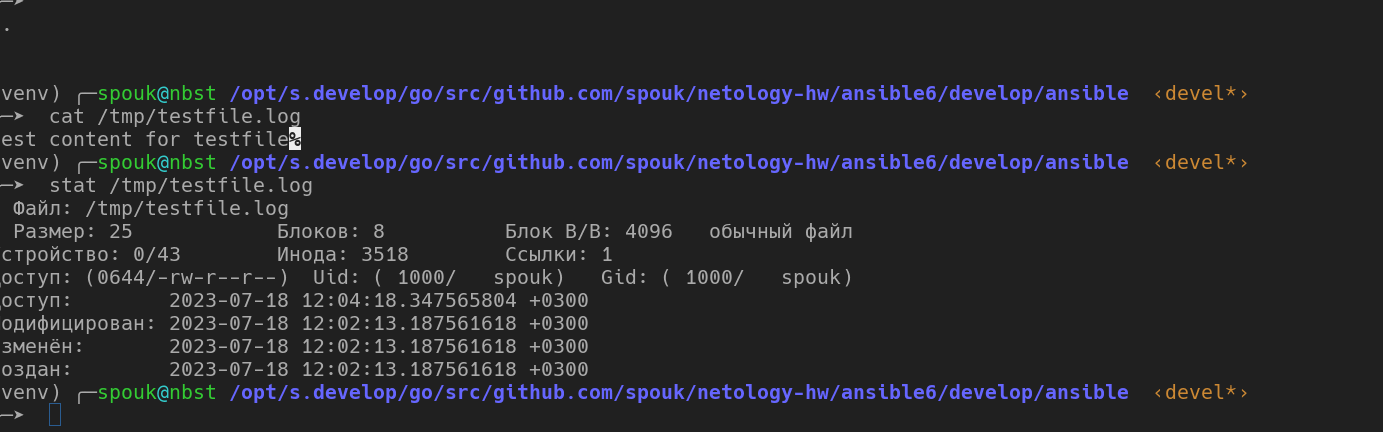 .
venv) ╭─spouk@nbst /opt/s.develop/go/src/github.com/spouk/netology-hw/ansible6/develop/ansible ‹devel*›
─➤ cat /tmp/testfile.log
est content for testfile%
venv) ╭─spouk@nbst /opt/s.develop/go/src/github.com/spouk/netology-hw/ansible6/develop/ansible ‹devel*›
─➤ stat /tmp/testfile.log
Файл: /tmp/testfile.log
Размер: 25 Блоков: 8 Блок В/В: 4096 обычный файл
стройство: 0/43 Инода: 3518 Ссылки: 1
оступ: (0644/-rw-r--r--) Uid: ( 1000/ spouk) Gid: ( 1000/ spouk)
оступ: 2023-07-18 12:04:18.347565804 +0300
одифицирован: 2023-07-18 12:02:13.187561618 +0300
зменён: 2023-07-18 12:02:13.187561618 +0300
оздан: 2023-07-18 12:02:13.187561618 +0300
venv) ╭─spouk@nbst /opt/s.develop/go/src/github.com/spouk/netology-hw/ansible6/develop/ansible ‹devel*›
─➤